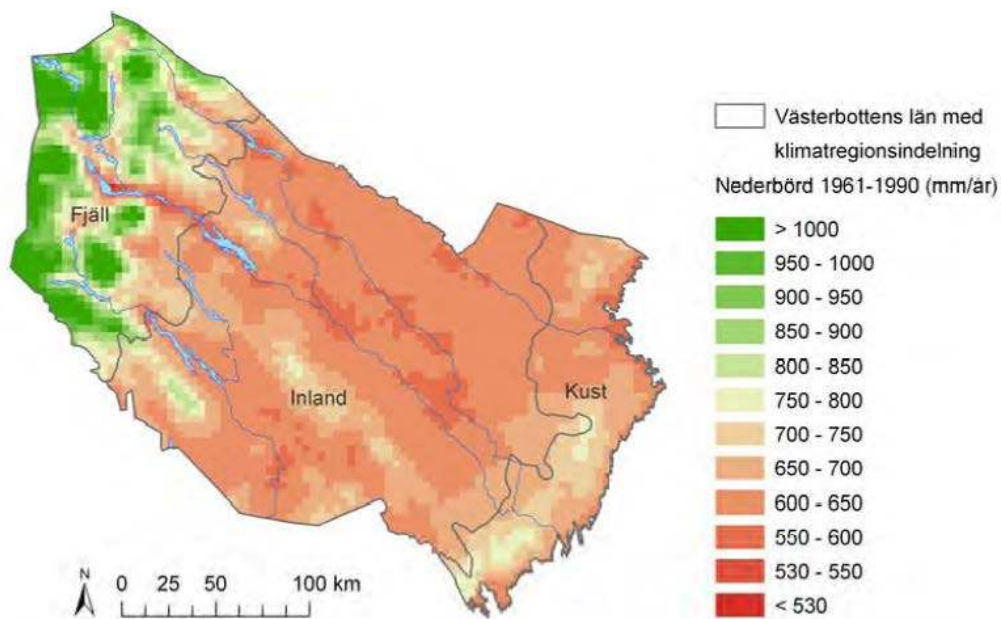 Västerbottens län med
klimatregionsindelning
Nederbörd 1961-1990 (mm/år)
> 1000
950 - 1000
900 - 950
850 - 900
800 - 850
750 - 800
700 - 750
650 - 700
600 - 650
550 - 600
530 - 550
< 530
Fjäll
Inland
Kust
N
0 25 50 100 km